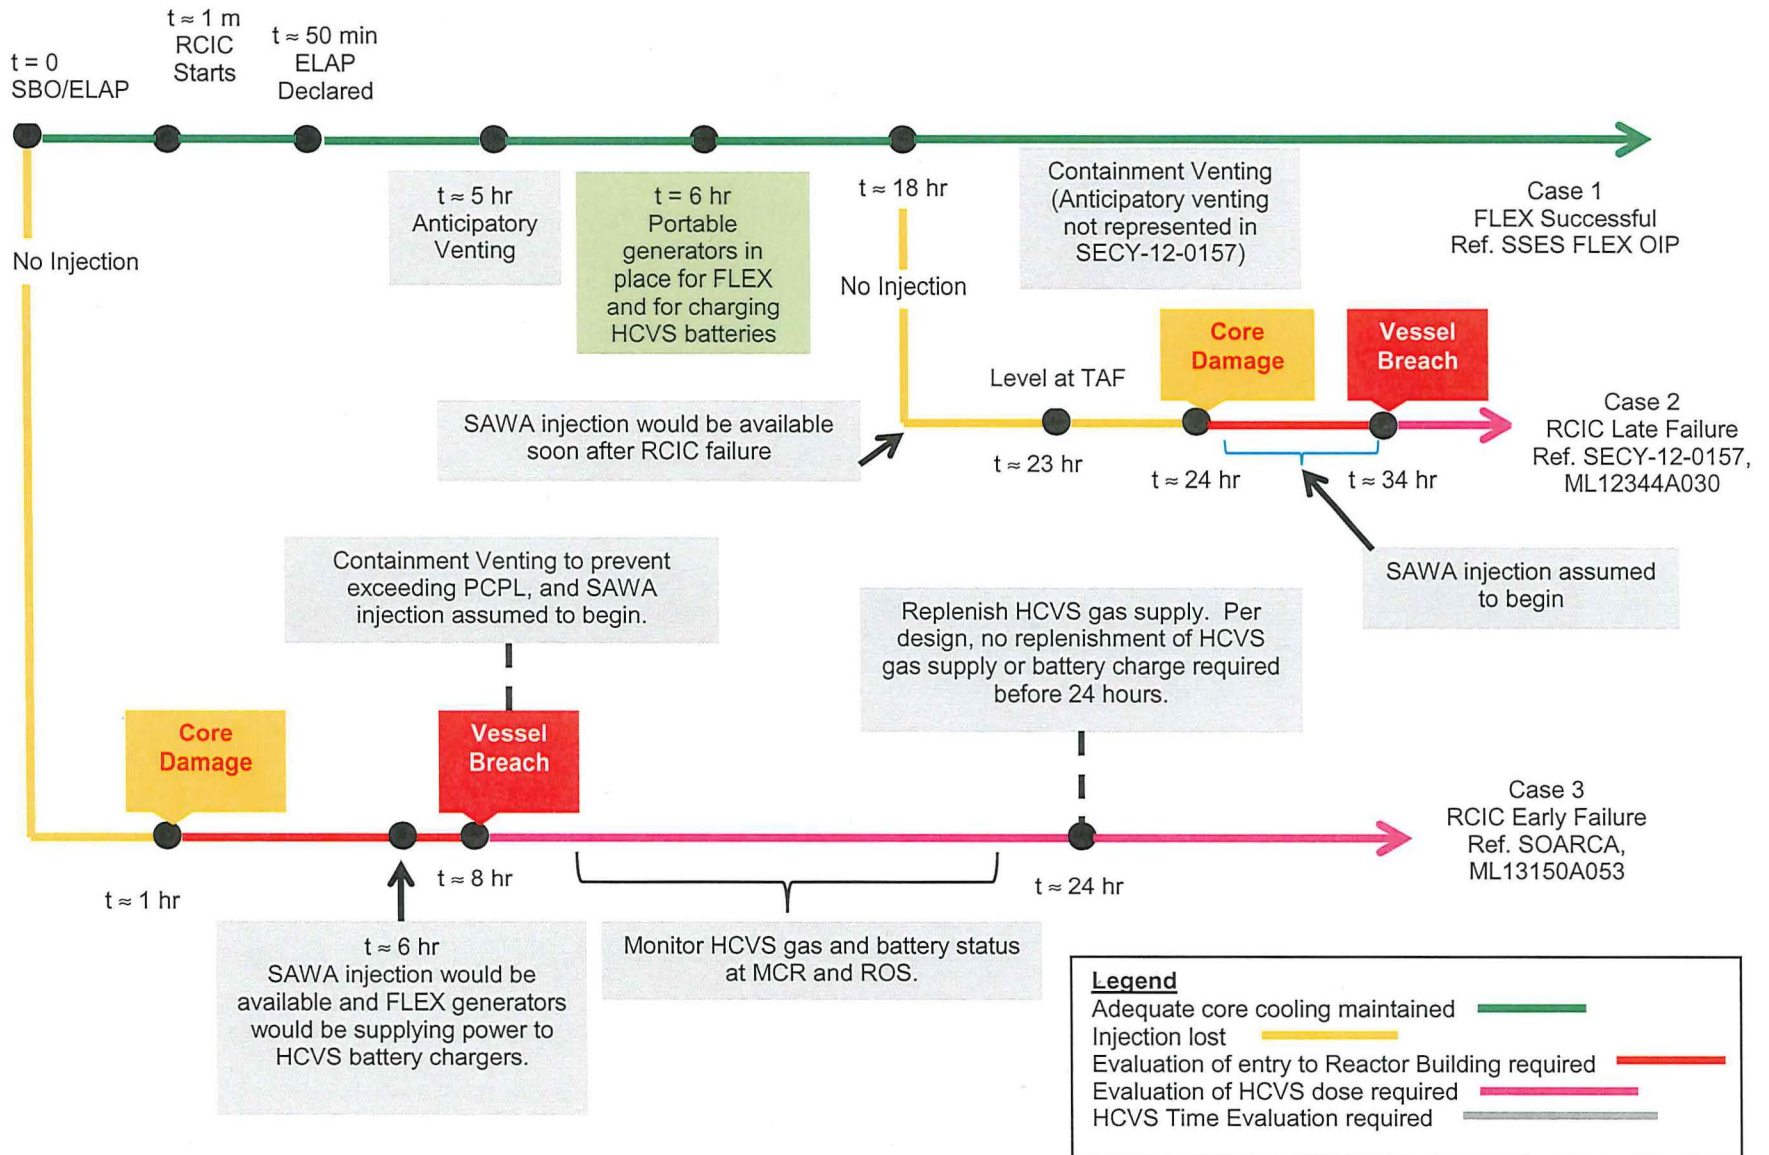 t = 0
SBO/ELAP
t ≈ 1 m
RCIC
Starts
t ≈ 50 min
ELAP
Declared
t ≈ 5 hr
Anticipatory
Venting
t = 6 hr
Portable
generators in
place for FLEX
and for charging
HCVS batteries
t ≈ 18 hr
Containment Venting
(Anticipatory venting
not represented in
SECY-12-0157)
Case 1
FLEX Successful
Ref. SSES FLEX OIP
No Injection
No Injection
Core
Damage
Vessel
Breach
Level at TAF
SAWA injection would be available
soon after RCIC failure
t ≈ 23 hr
t ≈ 24 hr
t ≈ 34 hr
Case 2
RCIC Late Failure
Ref. SECY-12-0157,
ML12344A030
SAWA injection assumed
to begin
Containment Venting to prevent
exceeding PCPL, and SAWA
injection assumed to begin.
Replenish HCVS gas supply. Per
design, no replenishment of HCVS
gas supply or battery charge required
before 24 hours.
Core
Damage
Vessel
Breach
Case 3
RCIC Early Failure
Ref. SOARCA,
ML13150A053
t ≈ 1 hr
t ≈ 8 hr
t ≈ 24 hr
t ≈ 6 hr
SAWA injection would be
available and FLEX generators
would be supplying power to
HCVS battery chargers.
Monitor HCVS gas and battery status
at MCR and ROS.
Legend
Adequate core cooling maintained
Injection lost
Evaluation of entry to Reactor Building required
Evaluation of HCVS dose required
HCVS Time Evaluation required